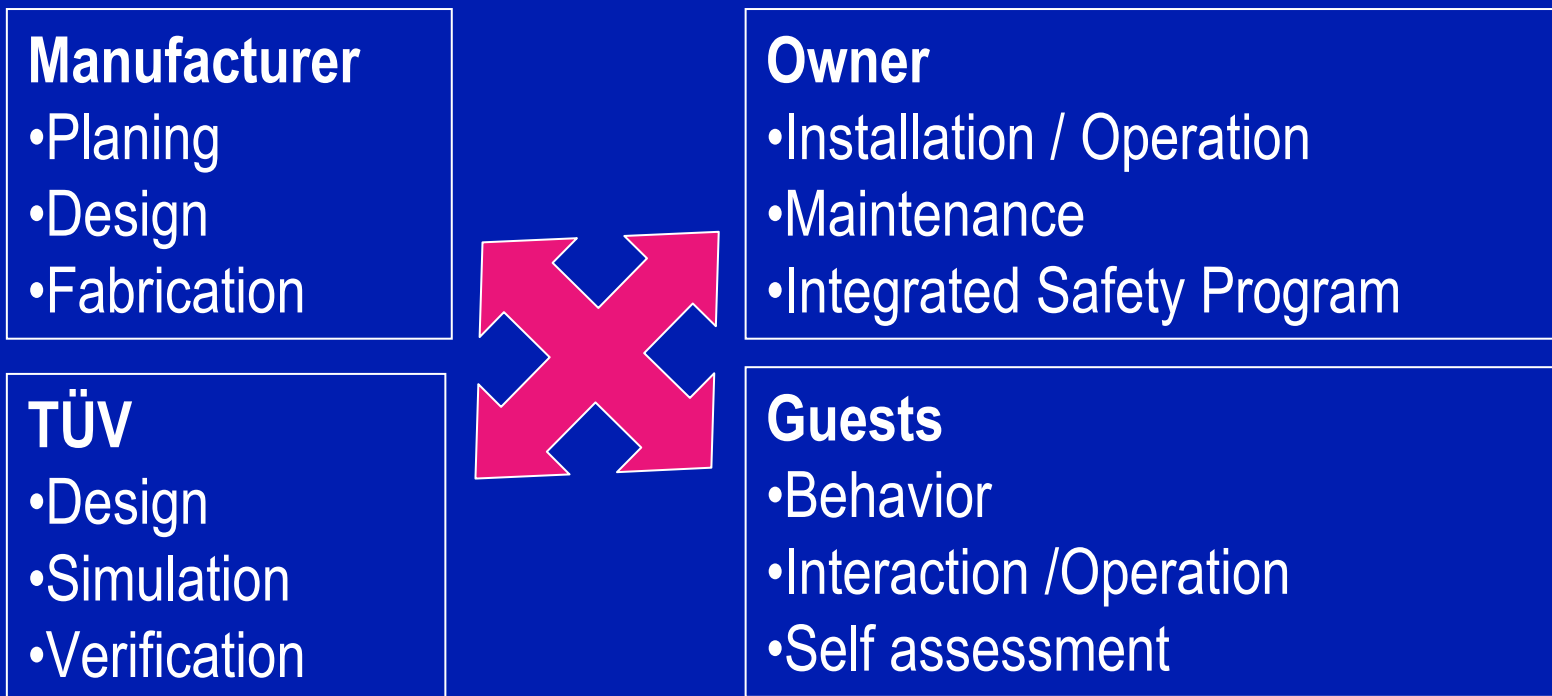 Manufacturer
•Planing
•Design
•Fabrication
Owner
•Installation / Operation
•Maintenance
•Integrated Safety Program
TÜV
•Design
•Simulation
•Verification
Guests
•Behavior
•Interaction /Operation
•Self assessment